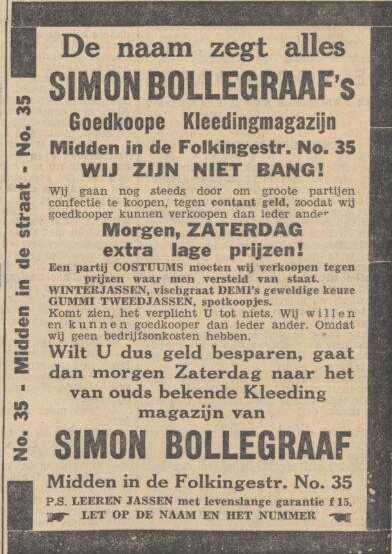 De naam zegt alles
SIMON BOLLEGRAAF's
Goedkoope Kleedingmagazijn
Midden in de Folkingestr. No. 35
WIJ ZIJN NIET BANG!
Wij gaan nog steeds door om groote partijen
confectie te koopen, tegen contant geld, zoodat wij
goedkooper kunnen verkoopen dan ieder ander
Morgen, ZATERDAG
extra lage prijzen!
Een partij COSTUUMS moeten wij verkoopen tegen
prijzen waar men versteld van staat.
WINTERJASSEN, vischgraat DEMI's geweldige keuze
GUMMI TWEEDJASSEN, spotkoopjes.
Komt zien, het verplicht U tot niets. Wij willen
en kunnen goedkooper dan ieder ander. Omdat
wij geen bedrijfsonkosten hebben.
Wilt U dus geld besparen, gaat
dan morgen Zaterdag naar het
van ouds bekende Kleeding
magazijn van
SIMON BOLLEGRAAF
Midden in de Folkingestr. No. 35
P.S. LEEREN JASSEN met levenslange garantie f 15.
LET OP DE NAAM EN HET NUMMER
No. 35 - Midden in de straat - No. 35